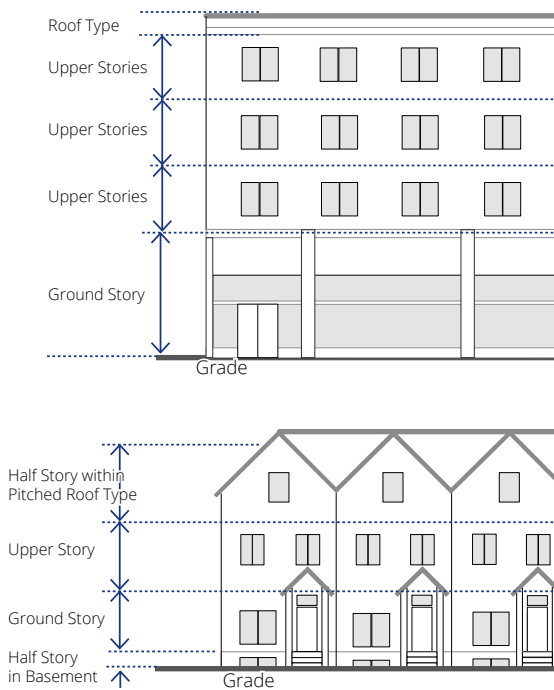 Roof Type
Upper Stories
Upper Stories
Upper Stories
Ground Story
Grade
Half Story within
Pitched Roof Type
Upper Story
Ground Story
Half Story
in Basement
Grade